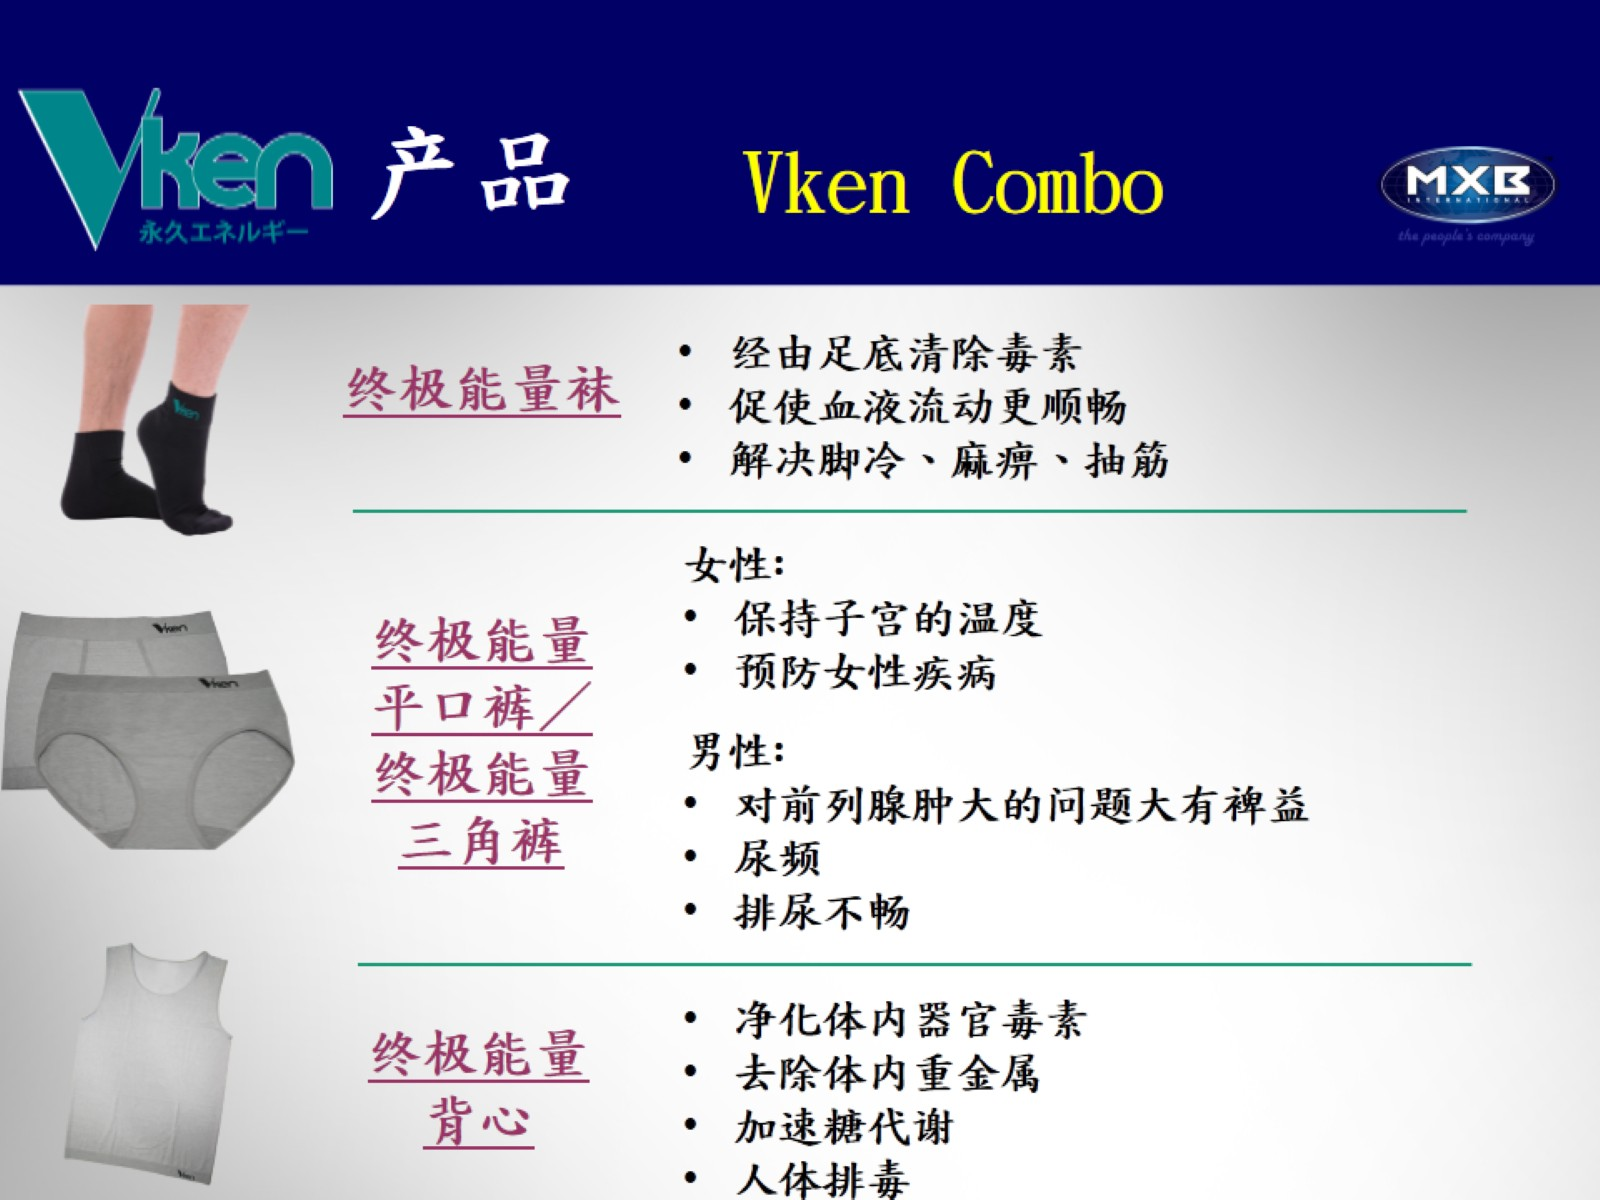 Vken
永久エネルギー
产品
Vken Combo
MXB
INTERNATIONAL
the people's company
Vken
终极能量袜
• 经由足底清除毒素
• 促使血液流动更顺畅
• 解决脚冷、麻痹、抽筋
Vken
Vken
终极能量
平口裤／
终极能量
三角裤
女性:
• 保持子宫的温度
• 预防女性疾病
男性:
• 对前列腺肿大的问题大有裨益
• 尿频
• 排尿不畅
终极能量
背心
• 净化体内器官毒素
• 去除体内重金属
• 加速糖代谢
• 人体排毒
Vken